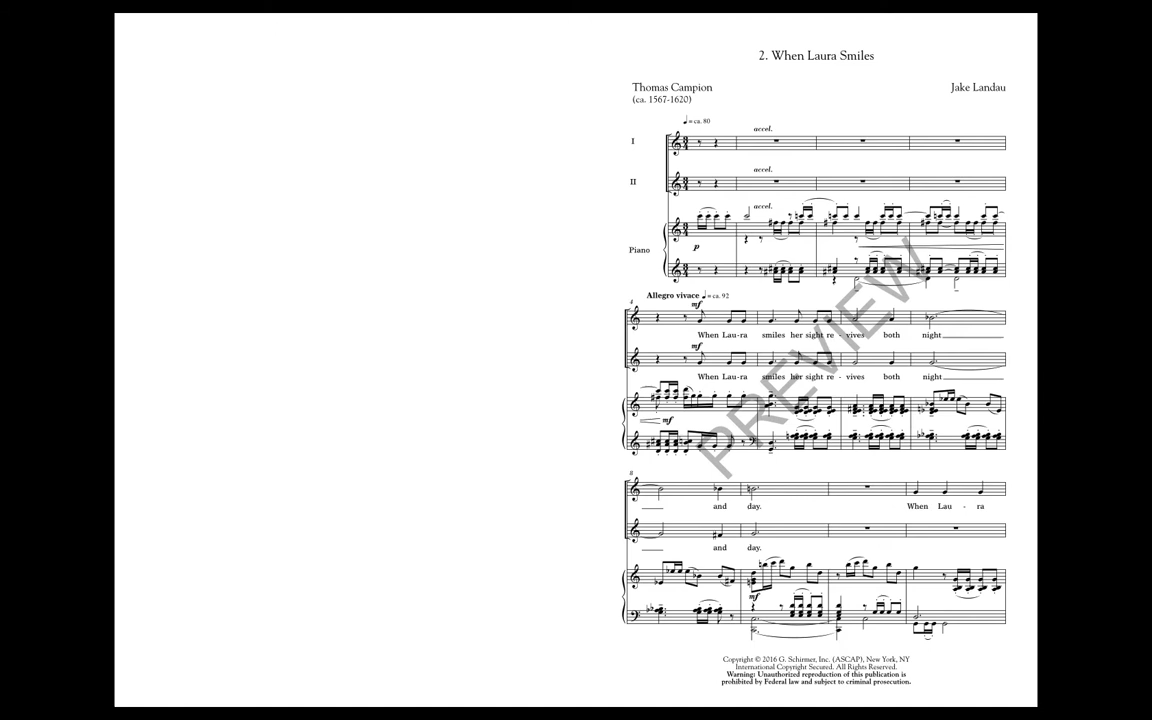 2. When Laura Smiles
Thomas Campion
Jake Landau
(ca. 1567-1620)
♩= ca. 80
accel.
I
accel.
II
accel.
p
Piano
Allegro vivace ♩= ca. 92
4
mf
When Lau-ra smiles her sight re - vives both night
mf
When Lau-ra smiles her sight re - vives both night
mf
PREVIEW
8
and day. When Lau - ra
and day.
mf
Copyright © 2016 G. Schirmer, Inc. (ASCAP), New York, NY
International Copyright Secured. All Rights Reserved.
Warning: Unauthorized reproduction of this publication is
prohibited by Federal law and subject to criminal prosecution.